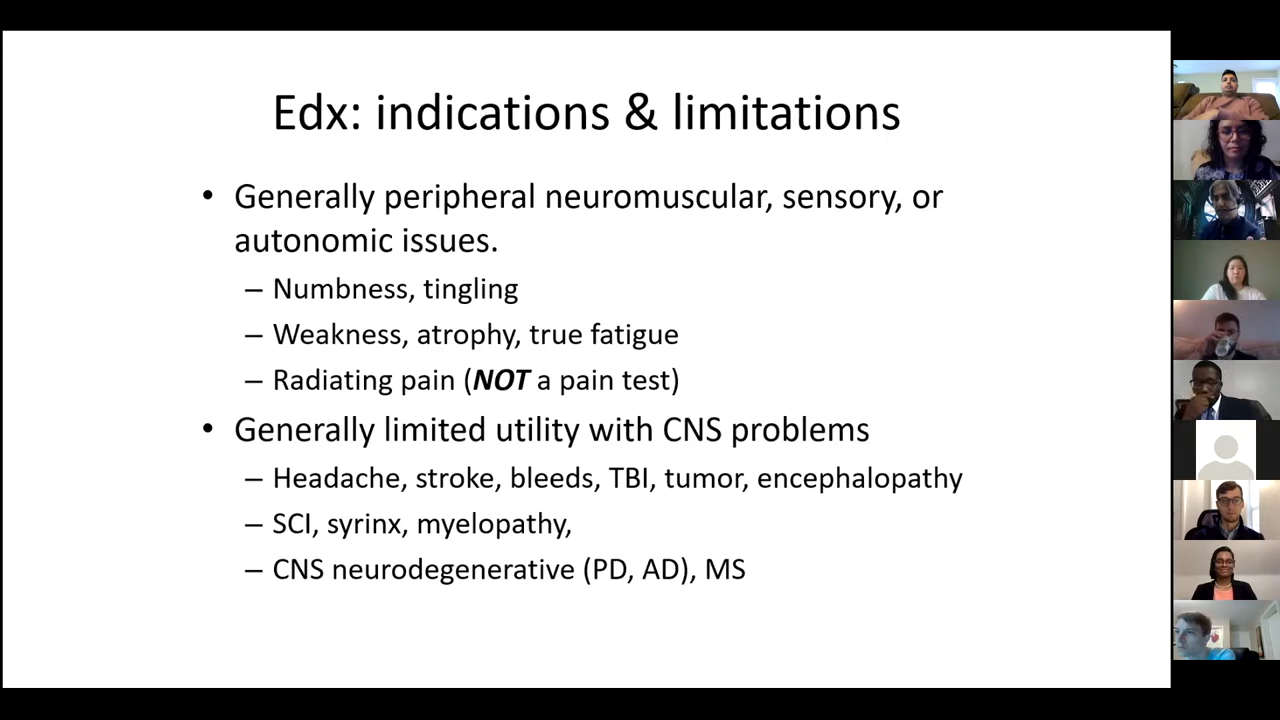 Edx: indications & limitations
• Generally peripheral neuromuscular, sensory, or
autonomic issues.
– Numbness, tingling
– Weakness, atrophy, true fatigue
– Radiating pain (NOT a pain test)
• Generally limited utility with CNS problems
– Headache, stroke, bleeds, TBI, tumor, encephalopathy
– SCI, syrinx, myelopathy,
– CNS neurodegenerative (PD, AD), MS